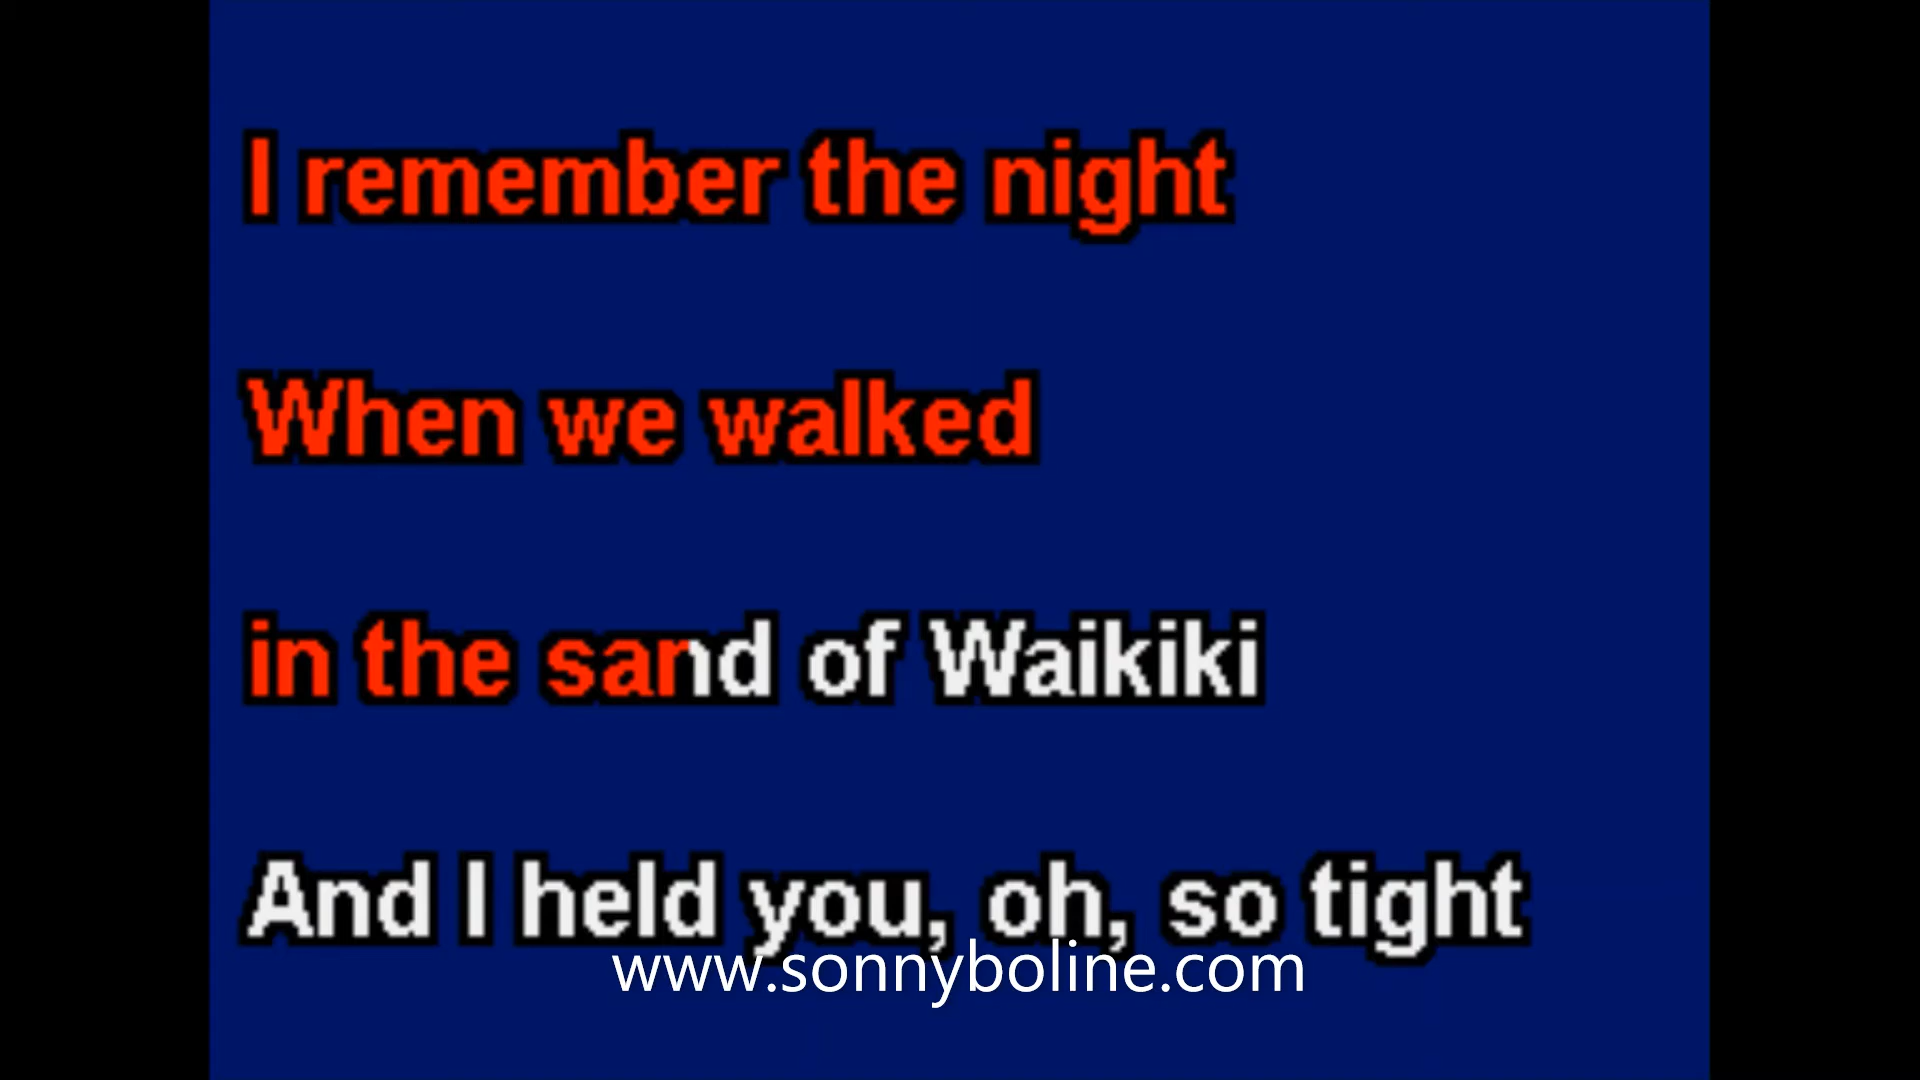 I remember the night
When we walked
in the sand of Waikiki
And I held you, oh, so tight
www.sonnyboline.com